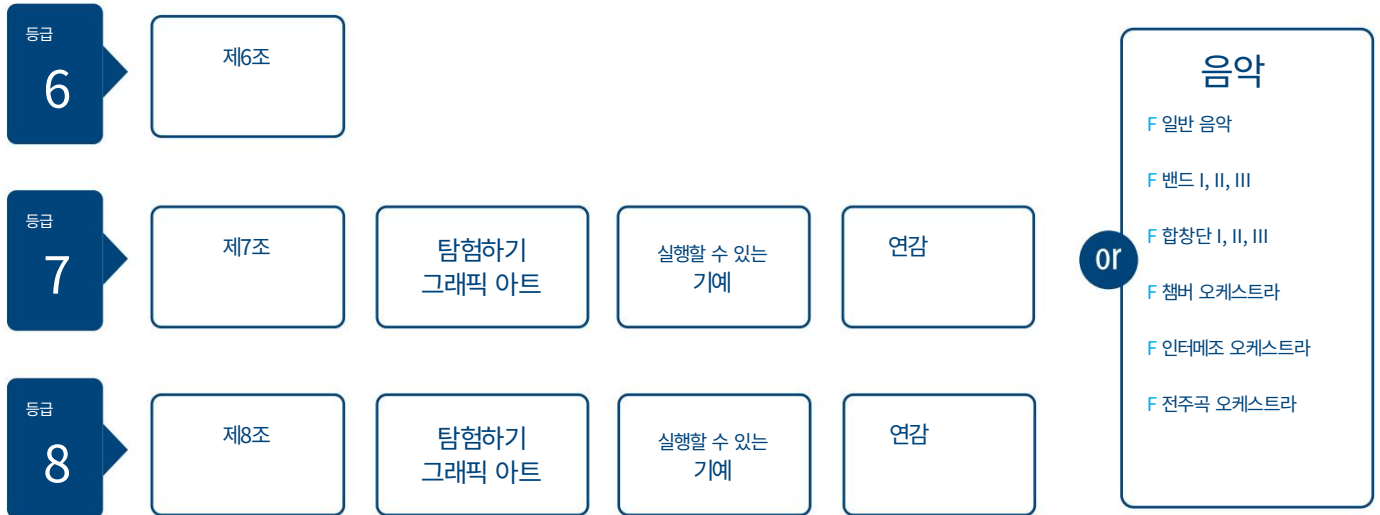 등급
6
제6조
등급
7
제7조
탐험하기
그래픽 아트
실행할 수 있는
기예
연감
등급
8
제8조
탐험하기
그래픽 아트
실행할 수 있는
기예
연감
or
음악
F 일반 음악
F 밴드 I, II, III
F 합창단 I, II, III
F 챔버 오케스트라
F 인터메조 오케스트라
F 전주곡 오케스트라